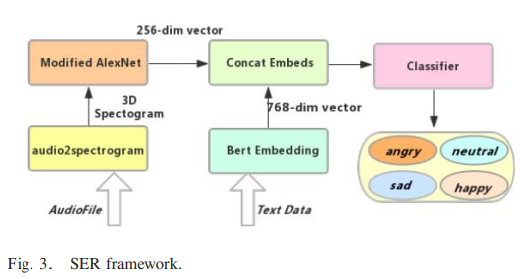 256-dim vector
Modified AlexNet
Concat Embeds
Classifier
3D
Spectogram
768-dim vector
audio2spectrogram
Bert Embedding
angry
neutral
sad
happy
AudioFile
Text Data
Fig. 3. SER framework.